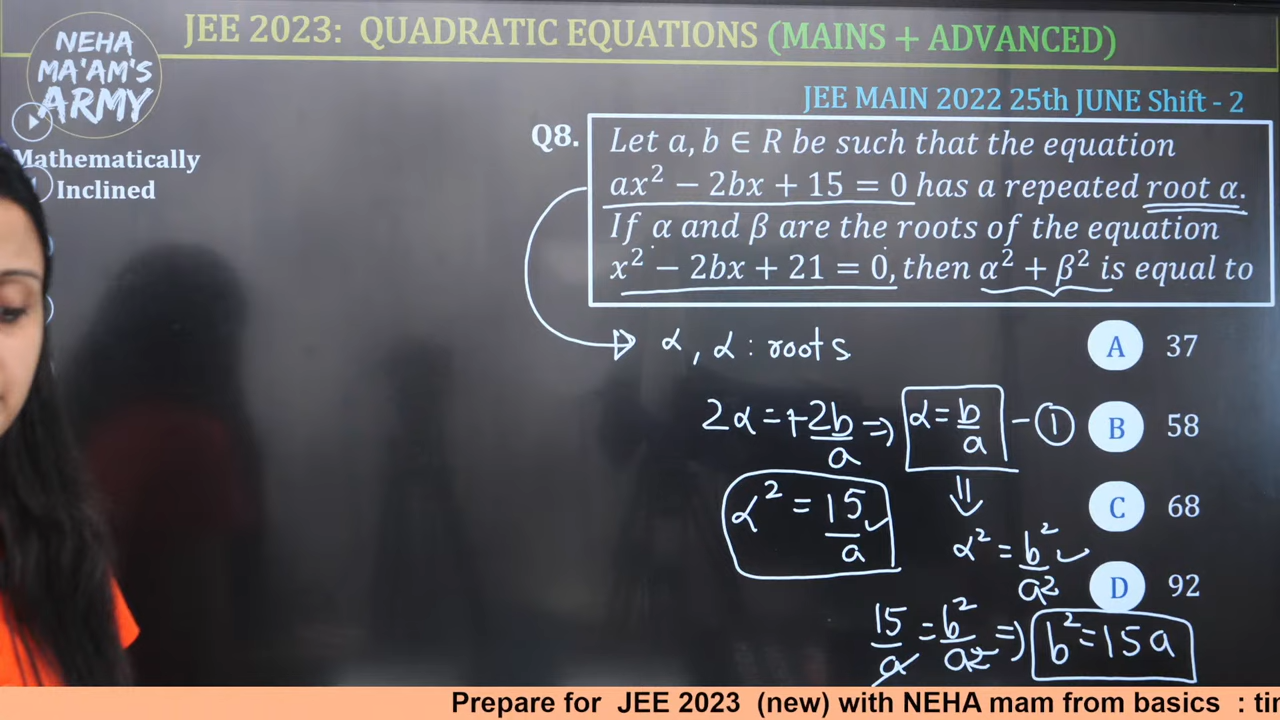 NEHA
MA'AM'S
ARMY
Mathematically
Inclined
JEE 2023: QUADRATIC EQUATIONS (MAINS + ADVANCED)
JEE MAIN 2022 25th JUNE Shift - 2
Q8. Let a, b ∈ R be such that the equation
ax² − 2bx + 15 = 0 has a repeated root α.
If α and β are the roots of the equation
x² − 2bx + 21 = 0, then α² + β² is equal to
α, α : roots
A 37
2α = +2b/a ⇒ α = b/a - ①
B 58
α² = 15/a
C 68
α² = b²/a²
D 92
15/a = b²/a² ⇒ b² = 15a
Prepare for JEE 2023 (new) with NEHA mam from basics :